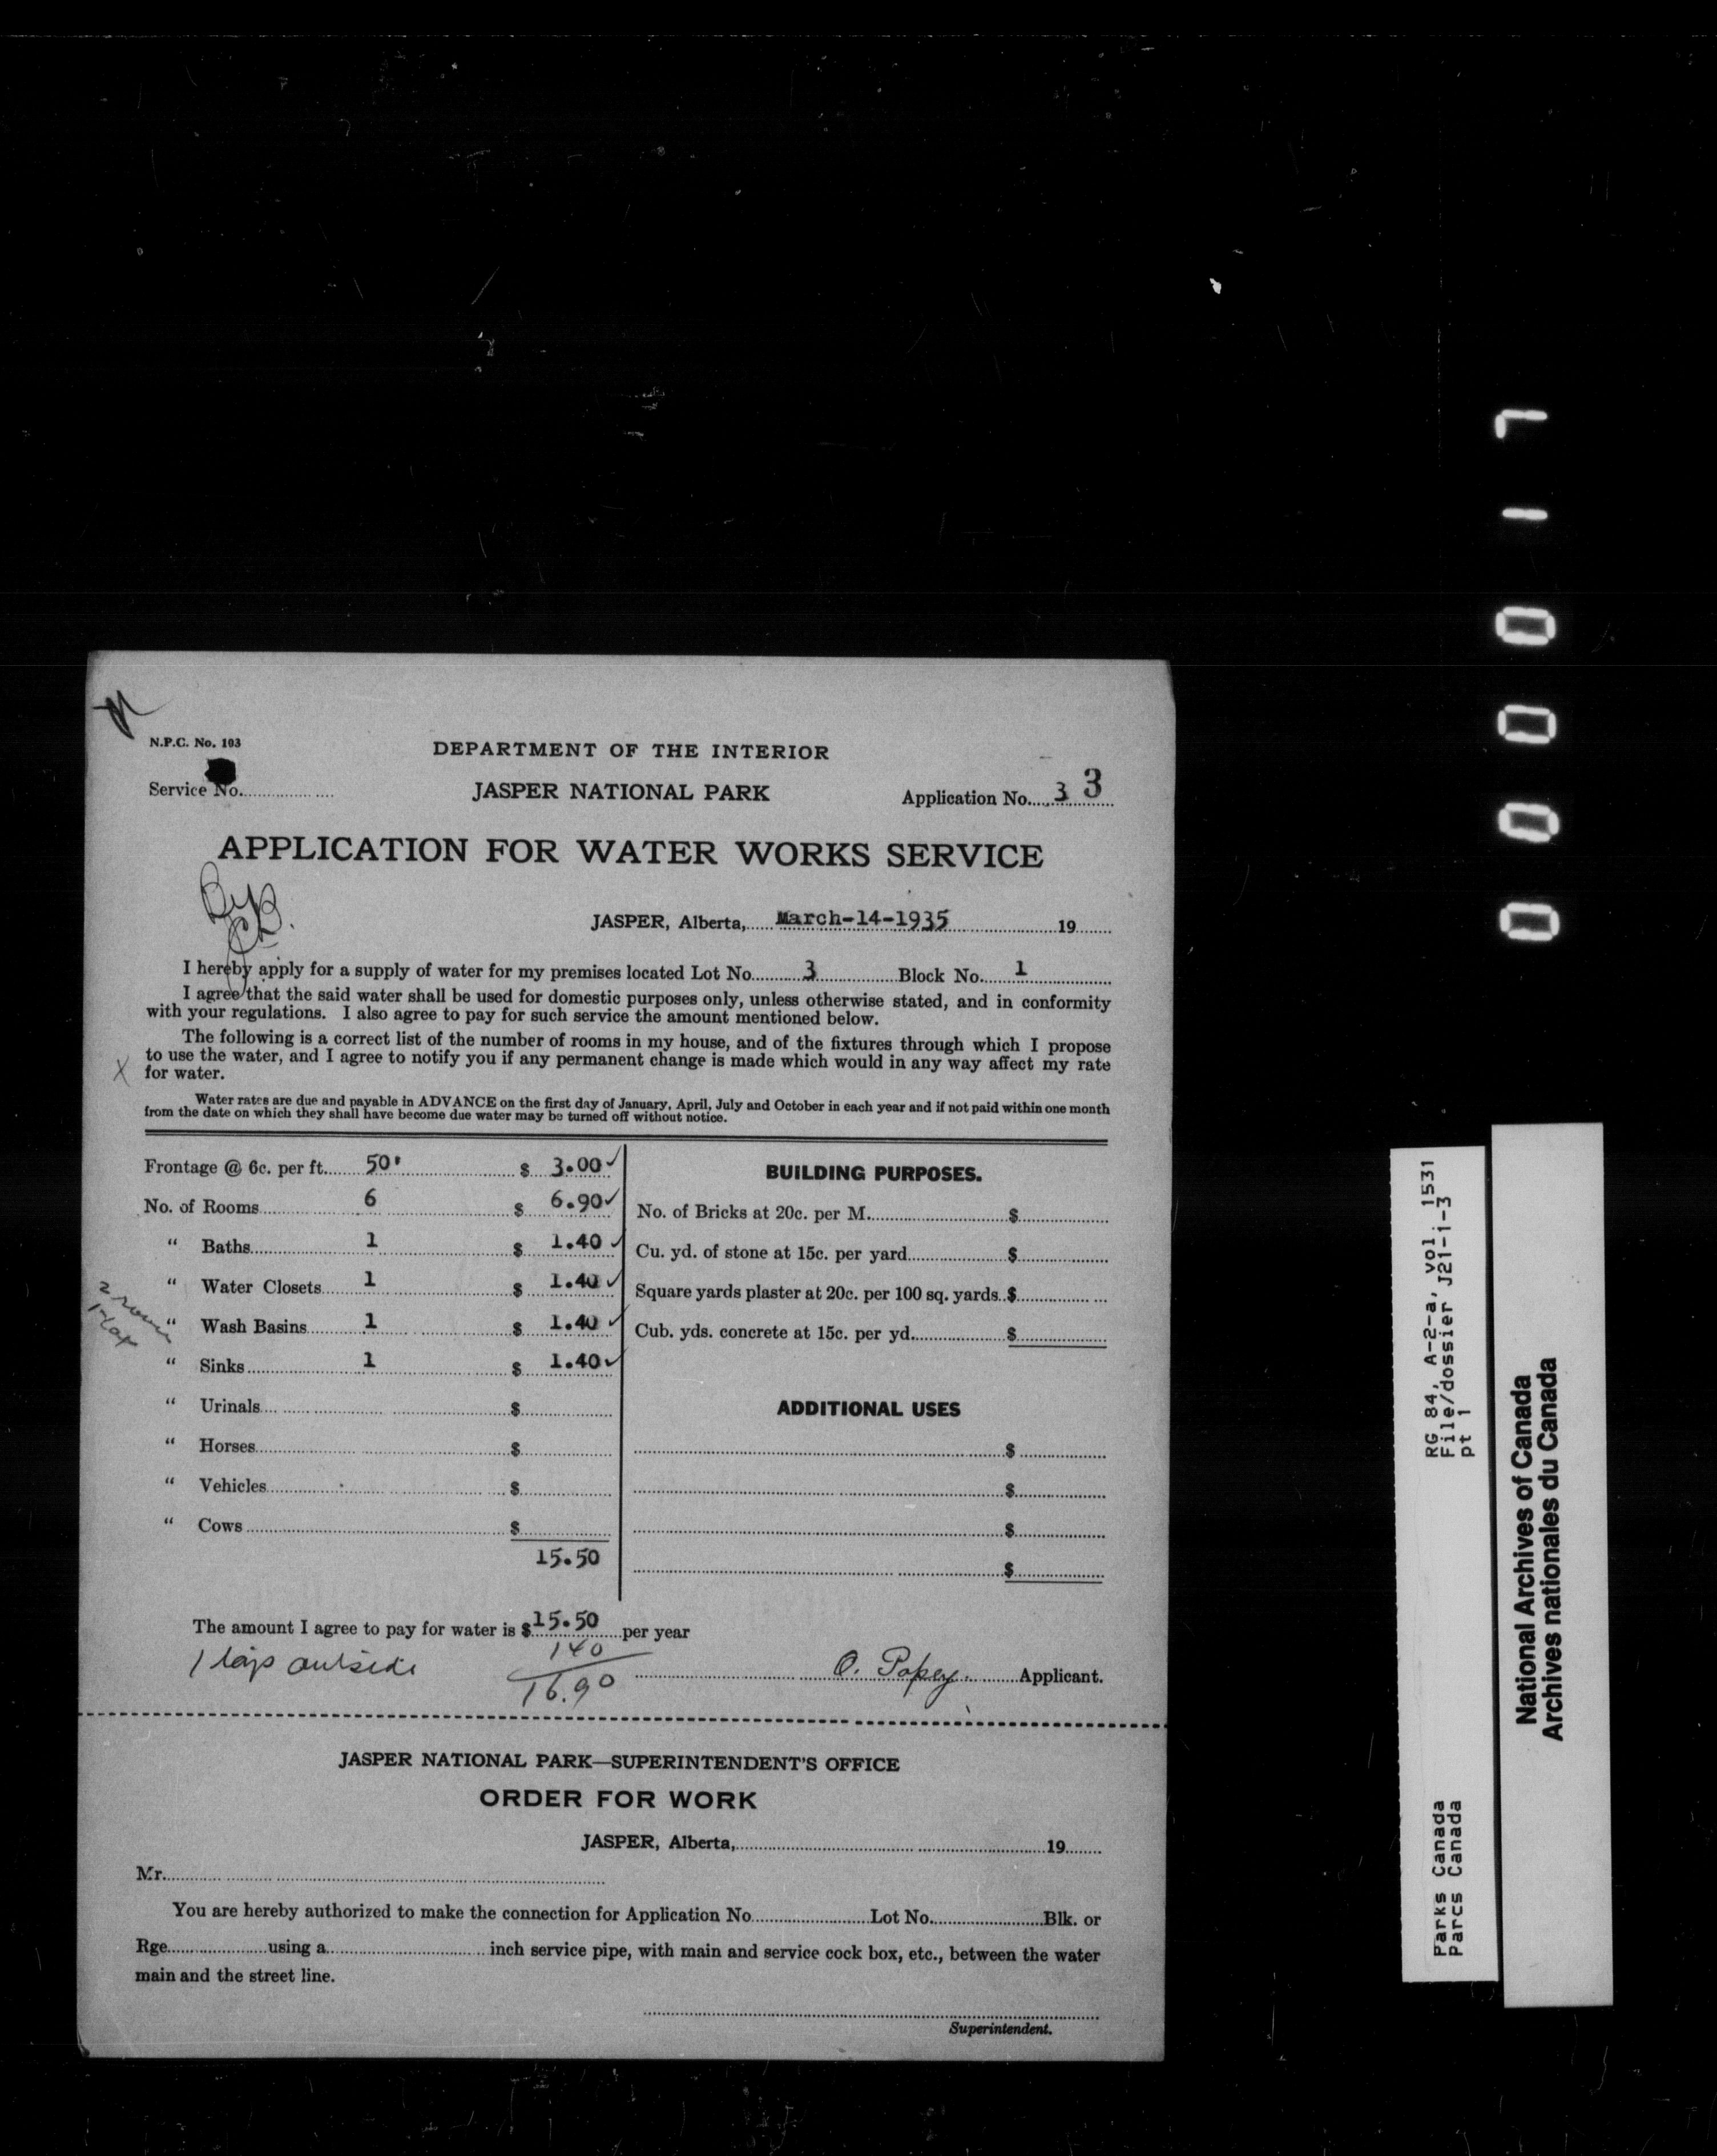 N.P.C. No. 103
DEPARTMENT OF THE INTERIOR
Service No.
JASPER NATIONAL PARK
Application No. 3 3
APPLICATION FOR WATER WORKS SERVICE
JASPER, Alberta, March-14-1935 19
I hereby apply for a supply of water for my premises located Lot No. 3 Block No. 1
I agree that the said water shall be used for domestic purposes only, unless otherwise stated, and in conformity
with your regulations. I also agree to pay for such service the amount mentioned below.
The following is a correct list of the number of rooms in my house, and of the fixtures through which I propose
to use the water, and I agree to notify you if any permanent change is made which would in any way affect my rate
X for water.
Water rates are due and payable in ADVANCE on the first day of January, April, July and October in each year and if not paid within one month
from the date on which they shall have become due water may be turned off without notice.
Frontage @ 6c. per ft. 50' $ 3.00 ✓
No. of Rooms 6 $ 6.90 ✓
" Baths 1 $ 1.40 ✓
" Water Closets 1 $ 1.40 ✓
" Wash Basins 1 $ 1.40 ✓
" Sinks 1 $ 1.40 ✓
" Urinals $
" Horses $
" Vehicles $
" Cows $
15.50
BUILDING PURPOSES.
No. of Bricks at 20c. per M. $
Cu. yd. of stone at 15c. per yard $
Square yards plaster at 20c. per 100 sq. yards $
Cub. yds. concrete at 15c. per yd. $
ADDITIONAL USES
$
$
$
$
The amount I agree to pay for water is $ 15.50 per year
1 tap outside
140
16.90
O. Popey. Applicant.
JASPER NATIONAL PARK—SUPERINTENDENT'S OFFICE
ORDER FOR WORK
JASPER, Alberta, 19
Mr.
You are hereby authorized to make the connection for Application No. Lot No. Blk. or
Rge. using a inch service pipe, with main and service cock box, etc., between the water
main and the street line.
Superintendent.
000017
RG 84, A-2-a, vol. 1531
File/dossier J21-1-3
pt 1
Parks Canada
Parcs Canada
National Archives of Canada
Archives nationales du Canada